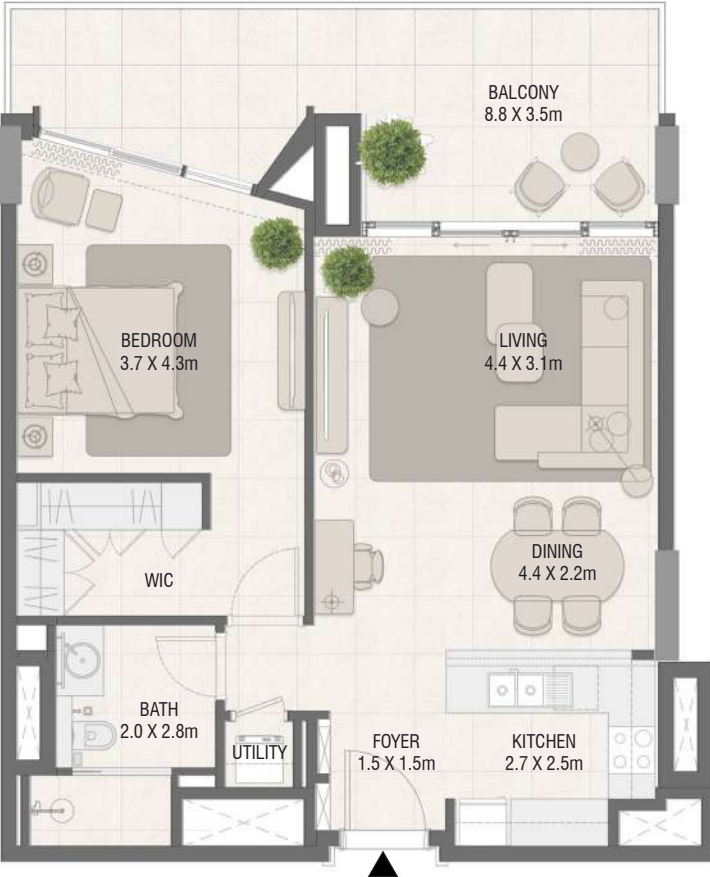 BALCONY
8.8 X 3.5m
BEDROOM
3.7 X 4.3m
LIVING
4.4 X 3.1m
DINING
4.4 X 2.2m
WIC
BATH
2.0 X 2.8m
UTILITY
FOYER
1.5 X 1.5m
KITCHEN
2.7 X 2.5m